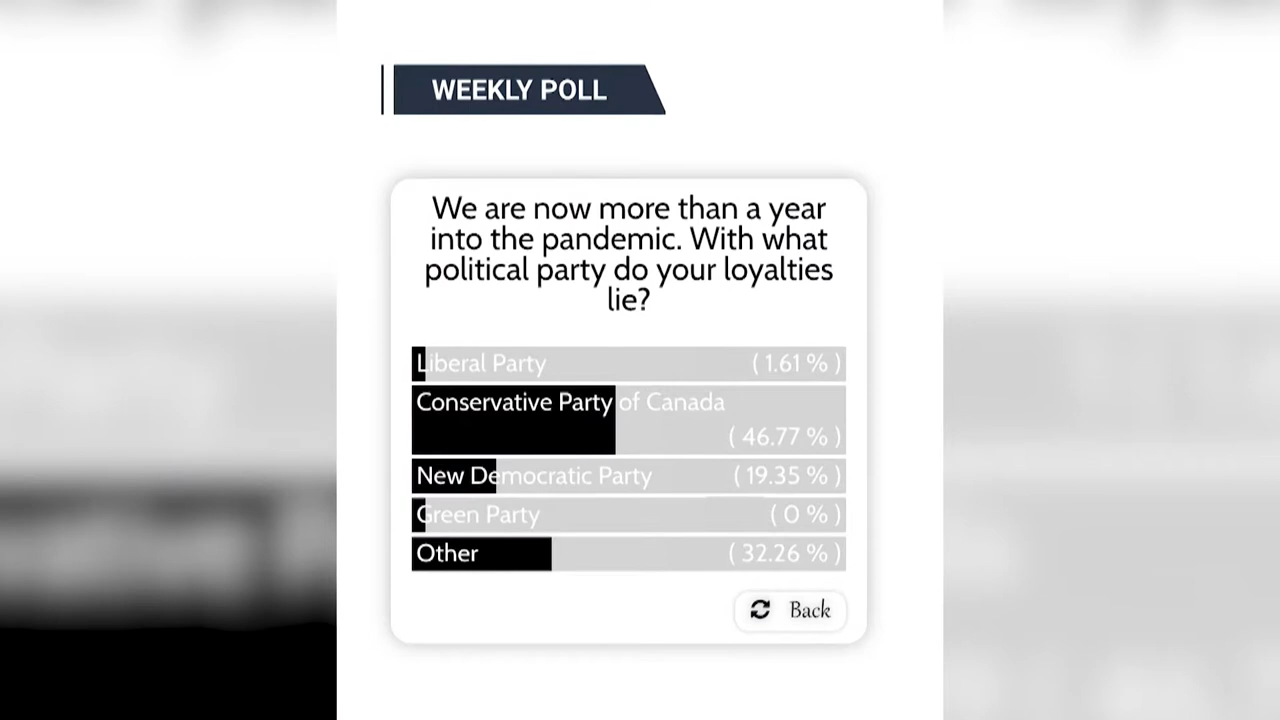 WEEKLY POLL
We are now more than a year
into the pandemic. With what
political party do your loyalties
lie?
Liberal Party ( 1.61 % )
Conservative Party of Canada
( 46.77 % )
New Democratic Party ( 19.35 % )
Green Party ( 0 % )
Other ( 32.26 % )
Back